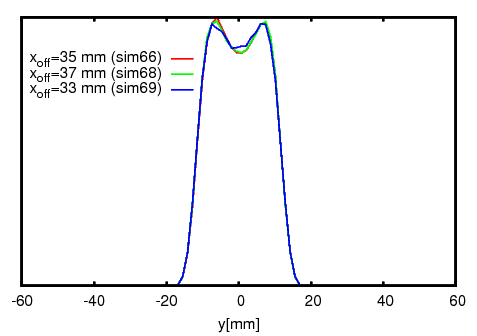 x_off=35 mm (sim66)
x_off=37 mm (sim68)
x_off=33 mm (sim69)
-60 -40 -20 0 20 40 60
y[mm]